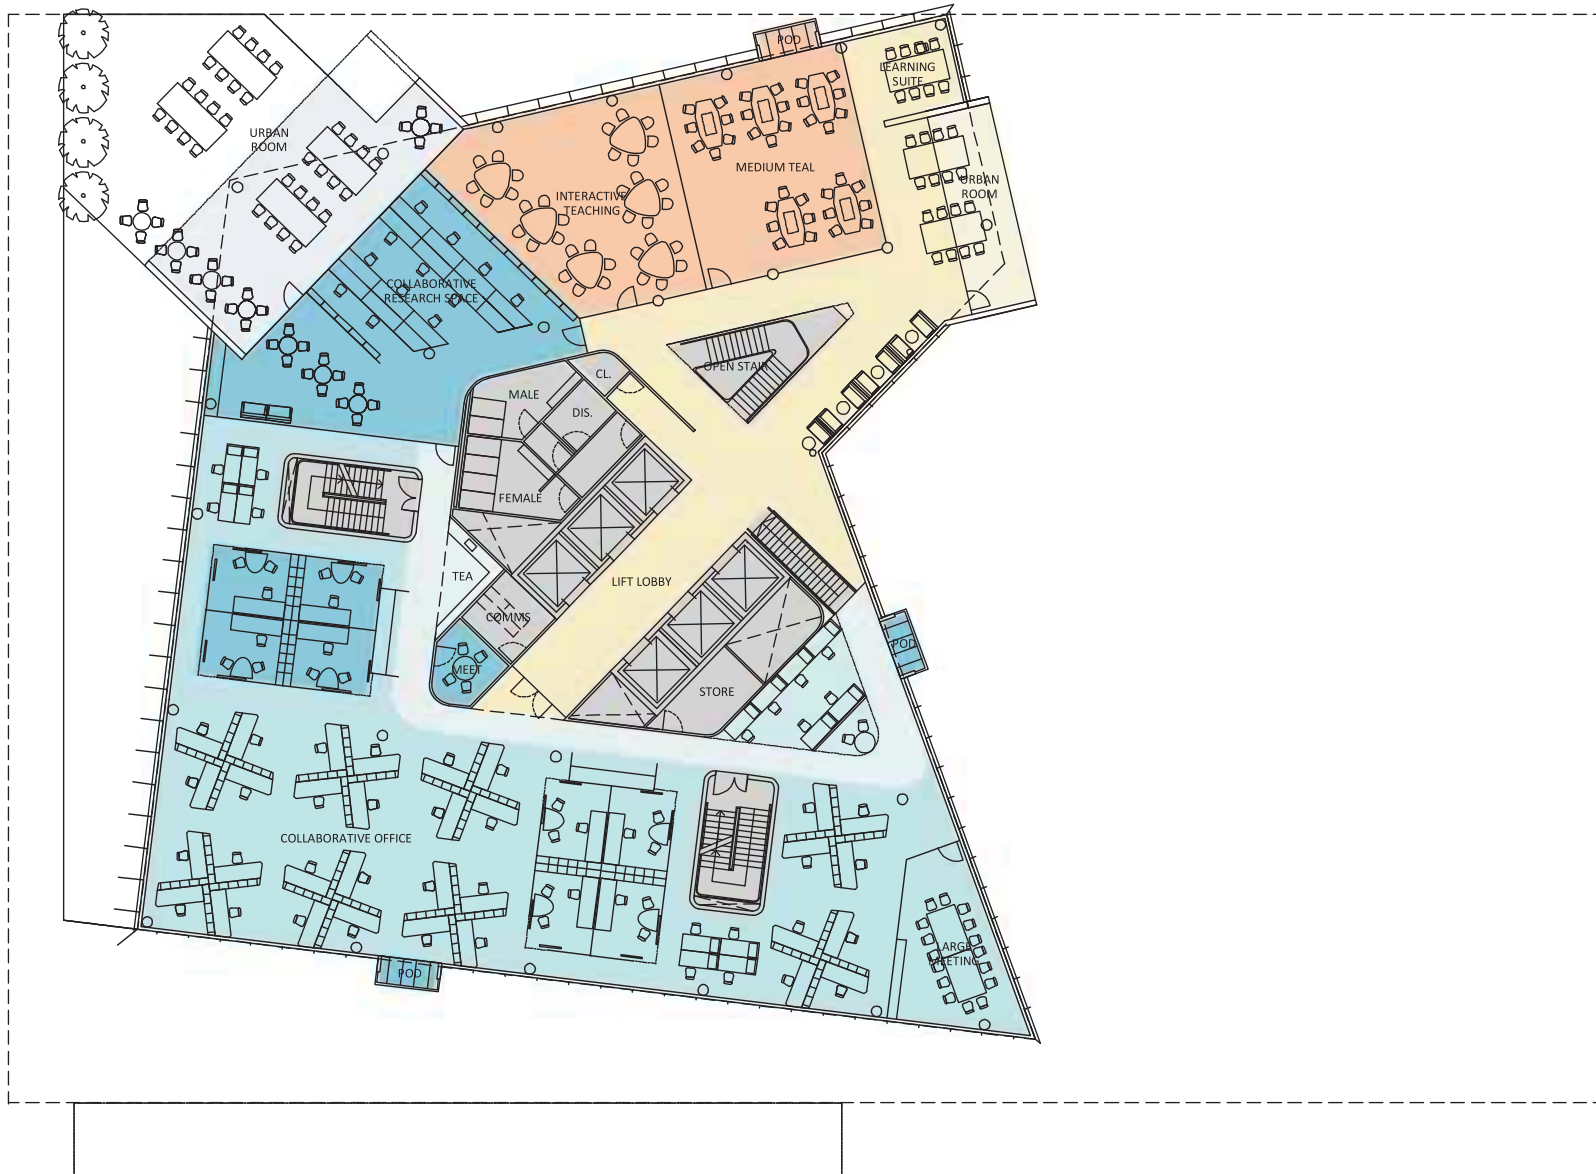 POD
LEARNING
SUITE
URBAN
ROOM
MEDIUM TEAL
INTERACTIVE
TEACHING
URBAN
ROOM
COLLABORATIVE
RESEARCH SPACE
OPEN STAIR
CL.
MALE
DIS.
FEMALE
TEA
LIFT LOBBY
COMMS
MEET
POD
STORE
COLLABORATIVE OFFICE
LARGE
MEETING
POD